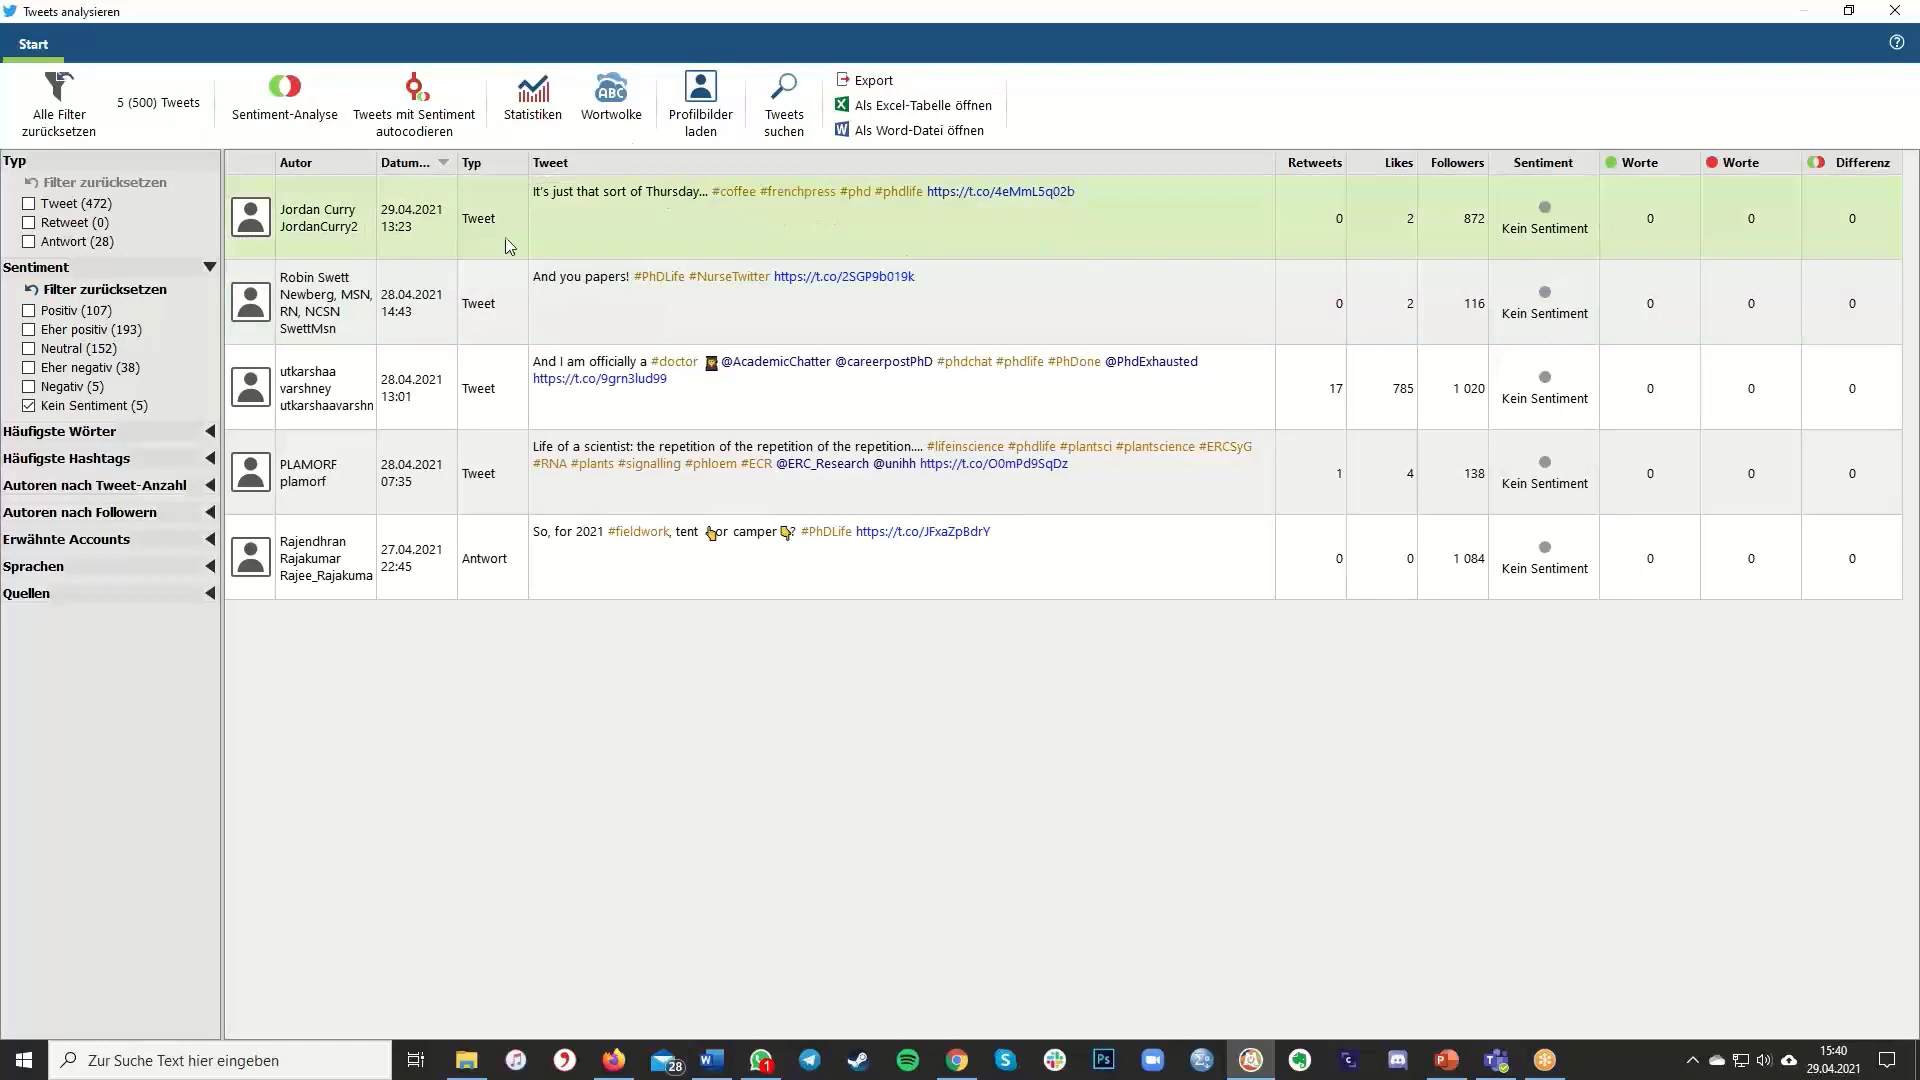 Tweets analysieren
Start
Alle Filter
zurücksetzen
5 (500) Tweets
Sentiment-Analyse
Tweets mit Sentiment
autocodieren
Statistiken
ABC
Wortwolke
Profilbilder
laden
Tweets
suchen
Export
Als Excel-Tabelle öffnen
Als Word-Datei öffnen
Typ
Filter zurücksetzen
Tweet (472)
Retweet (0)
Antwort (28)
Sentiment
Filter zurücksetzen
Positiv (107)
Eher positiv (193)
Neutral (152)
Eher negativ (38)
Negativ (5)
Kein Sentiment (5)
Häufigste Wörter
Häufigste Hashtags
Autoren nach Tweet-Anzahl
Autoren nach Followern
Erwähnte Accounts
Sprachen
Quellen
Autor Datum... Typ Tweet Retweets Likes Followers Sentiment Worte Worte Differenz
Jordan Curry
JordanCurry2
29.04.2021
13:23
Tweet
It's just that sort of Thursday... #coffee #frenchpress #phd #phdlife https://t.co/4eMmL5q02b
0 2 872 Kein Sentiment 0 0 0
Robin Swett
Newberg, MSN,
RN, NCSN
SwettMsn
28.04.2021
14:43
Tweet
And you papers! #PhDLife #NurseTwitter https://t.co/2SGP9b019k
0 2 116 Kein Sentiment 0 0 0
utkarshaa
varshney
utkarshaavarshn
28.04.2021
13:01
Tweet
And I am officially a #doctor @AcademicChatter @careerpostPhD #phdchat #phdlife #PhDone @PhdExhausted
https://t.co/9grn3lud99
17 785 1 020 Kein Sentiment 0 0 0
PLAMORF
plamorf
28.04.2021
07:35
Tweet
Life of a scientist: the repetition of the repetition of the repetition.... #lifeinscience #phdlife #plantsci #plantscience #ERCSyG
#RNA #plants #signalling #phloem #ECR @ERC_Research @unihh https://t.co/O0mPd9SqDz
1 4 138 Kein Sentiment 0 0 0
Rajendhran
Rajakumar
Rajee_Rajakuma
27.04.2021
22:45
Antwort
So, for 2021 #fieldwork, tent or camper ? #PhDLife https://t.co/JFxaZpBdrY
0 0 1 084 Kein Sentiment 0 0 0
Zur Suche Text hier eingeben
28
1
15:40
29.04.2021